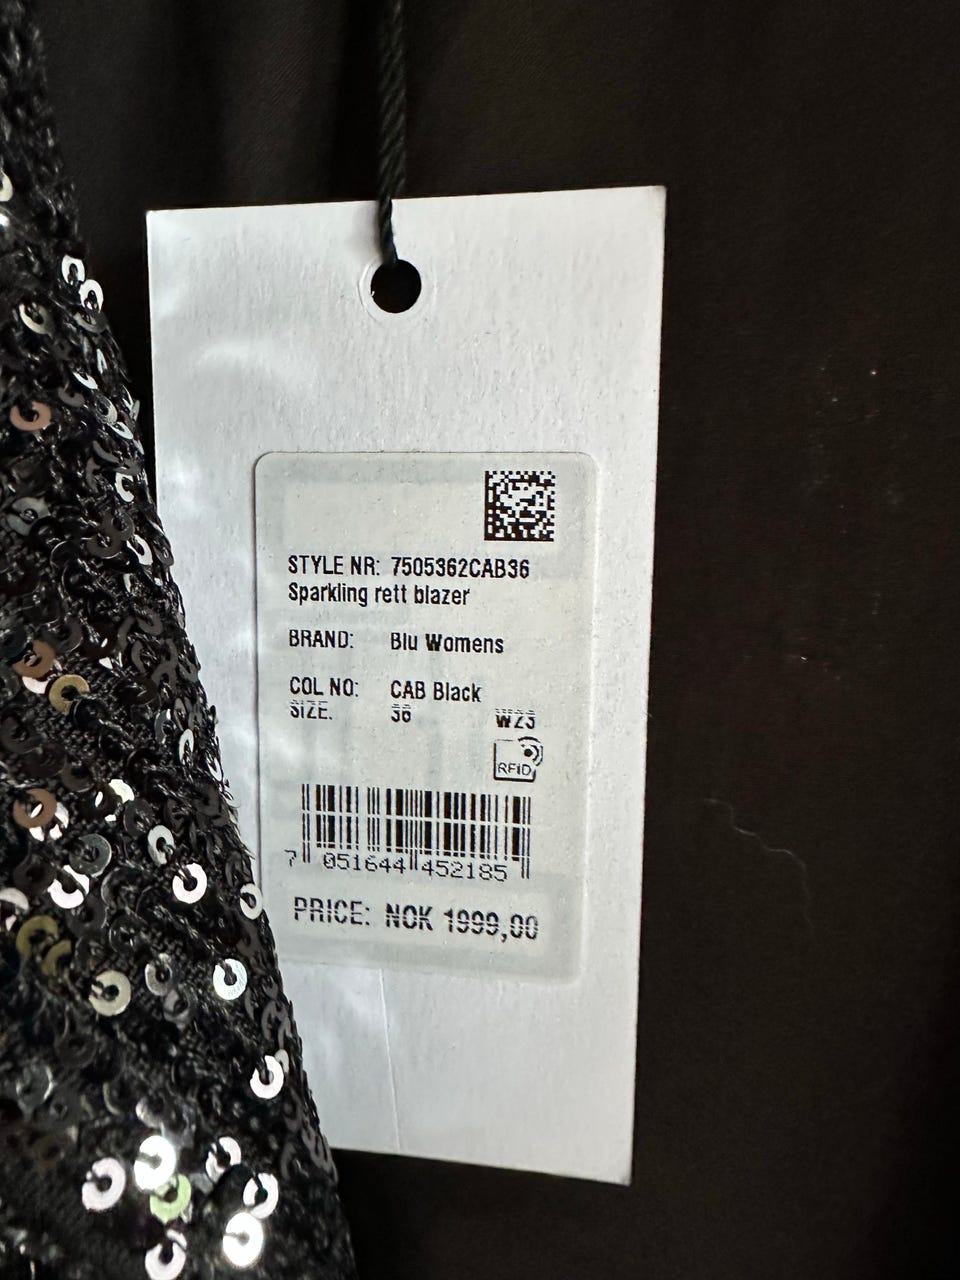 STYLE NR: 7505362CAB36
Sparkling rett blazer
BRAND: Blu Womens
COL NO: CAB Black
SIZE: 36 W23
RFID
7 051644 452185
PRICE: NOK 1999,00